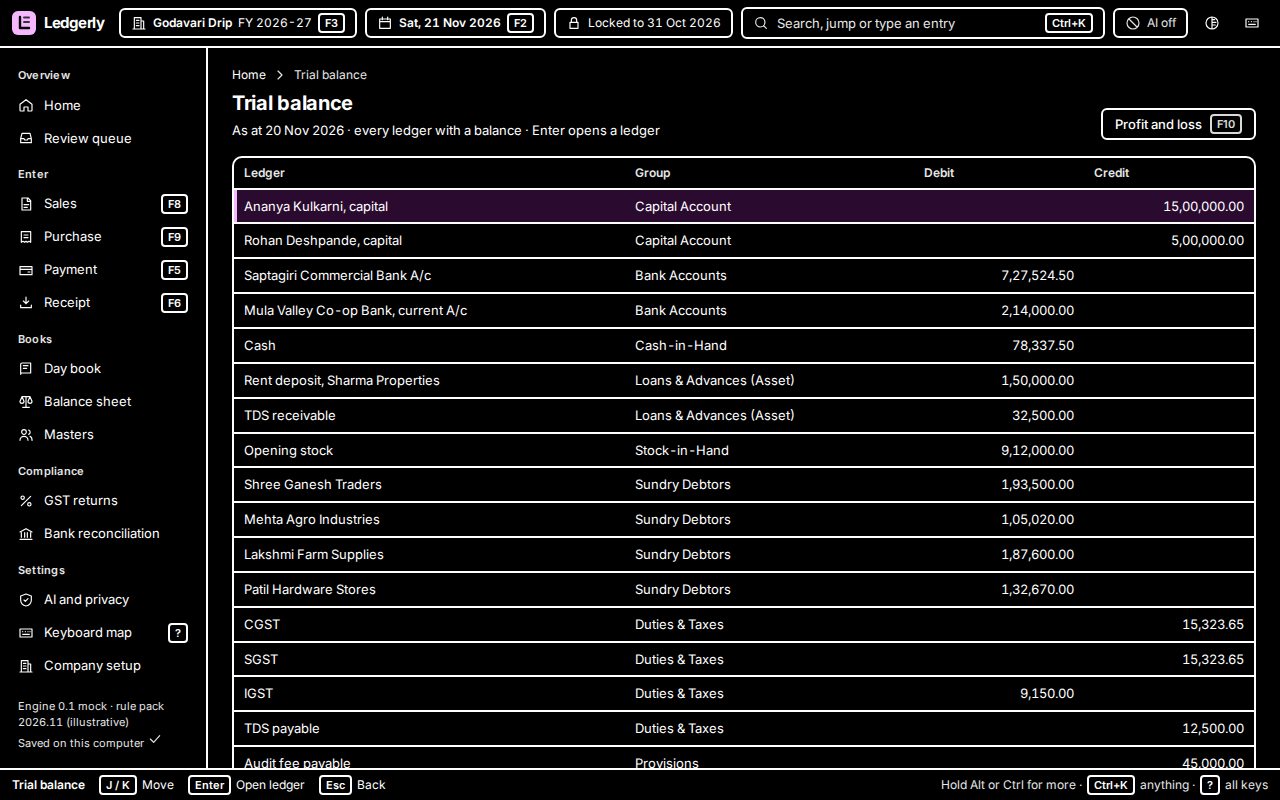 Ledgerly
Godavari Drip FY 2026-27 F3
Sat, 21 Nov 2026 F2
Locked to 31 Oct 2026
Search, jump or type an entry Ctrl+K
AI off
Overview
Home
Review queue
Enter
Sales F8
Purchase F9
Payment F5
Receipt F6
Books
Day book
Balance sheet
Masters
Compliance
GST returns
Bank reconciliation
Settings
AI and privacy
Keyboard map ?
Company setup
Engine 0.1 mock · rule pack
2026.11 (illustrative)
Saved on this computer
Home Trial balance
Trial balance
As at 20 Nov 2026 · every ledger with a balance · Enter opens a ledger
Profit and loss F10
Ledger Group Debit Credit
Ananya Kulkarni, capital Capital Account 15,00,000.00
Rohan Deshpande, capital Capital Account 5,00,000.00
Saptagiri Commercial Bank A/c Bank Accounts 7,27,524.50
Mula Valley Co-op Bank, current A/c Bank Accounts 2,14,000.00
Cash Cash-in-Hand 78,337.50
Rent deposit, Sharma Properties Loans & Advances (Asset) 1,50,000.00
TDS receivable Loans & Advances (Asset) 32,500.00
Opening stock Stock-in-Hand 9,12,000.00
Shree Ganesh Traders Sundry Debtors 1,93,500.00
Mehta Agro Industries Sundry Debtors 1,05,020.00
Lakshmi Farm Supplies Sundry Debtors 1,87,600.00
Patil Hardware Stores Sundry Debtors 1,32,670.00
CGST Duties & Taxes 15,323.65
SGST Duties & Taxes 15,323.65
IGST Duties & Taxes 9,150.00
TDS payable Duties & Taxes 12,500.00
Audit fee payable Provisions 45,000.00
Trial balance J / K Move Enter Open ledger Esc Back
Hold Alt or Ctrl for more · Ctrl+K anything · ? all keys